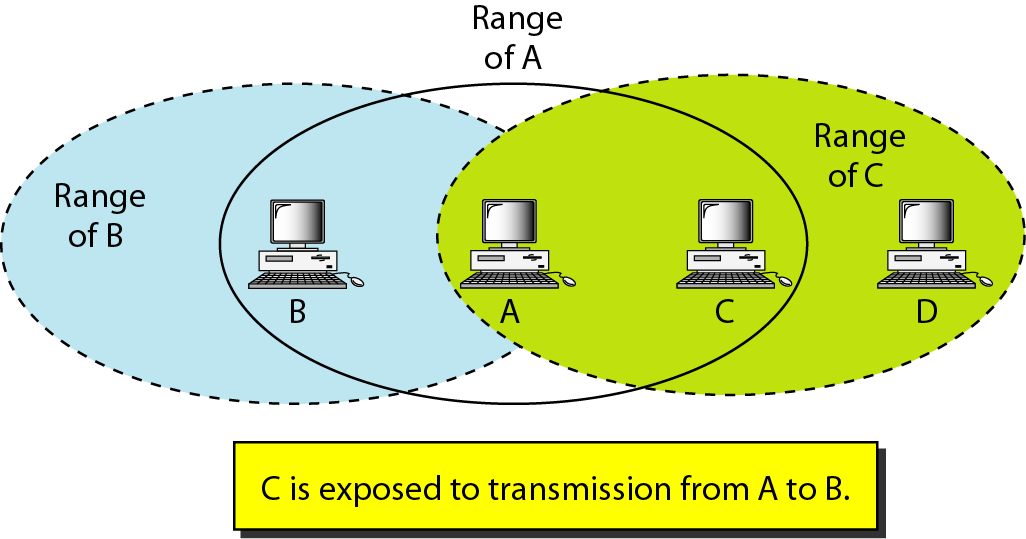 Range
of A
Range
of B
Range
of C
B
A
C
D
C is exposed to transmission from A to B.